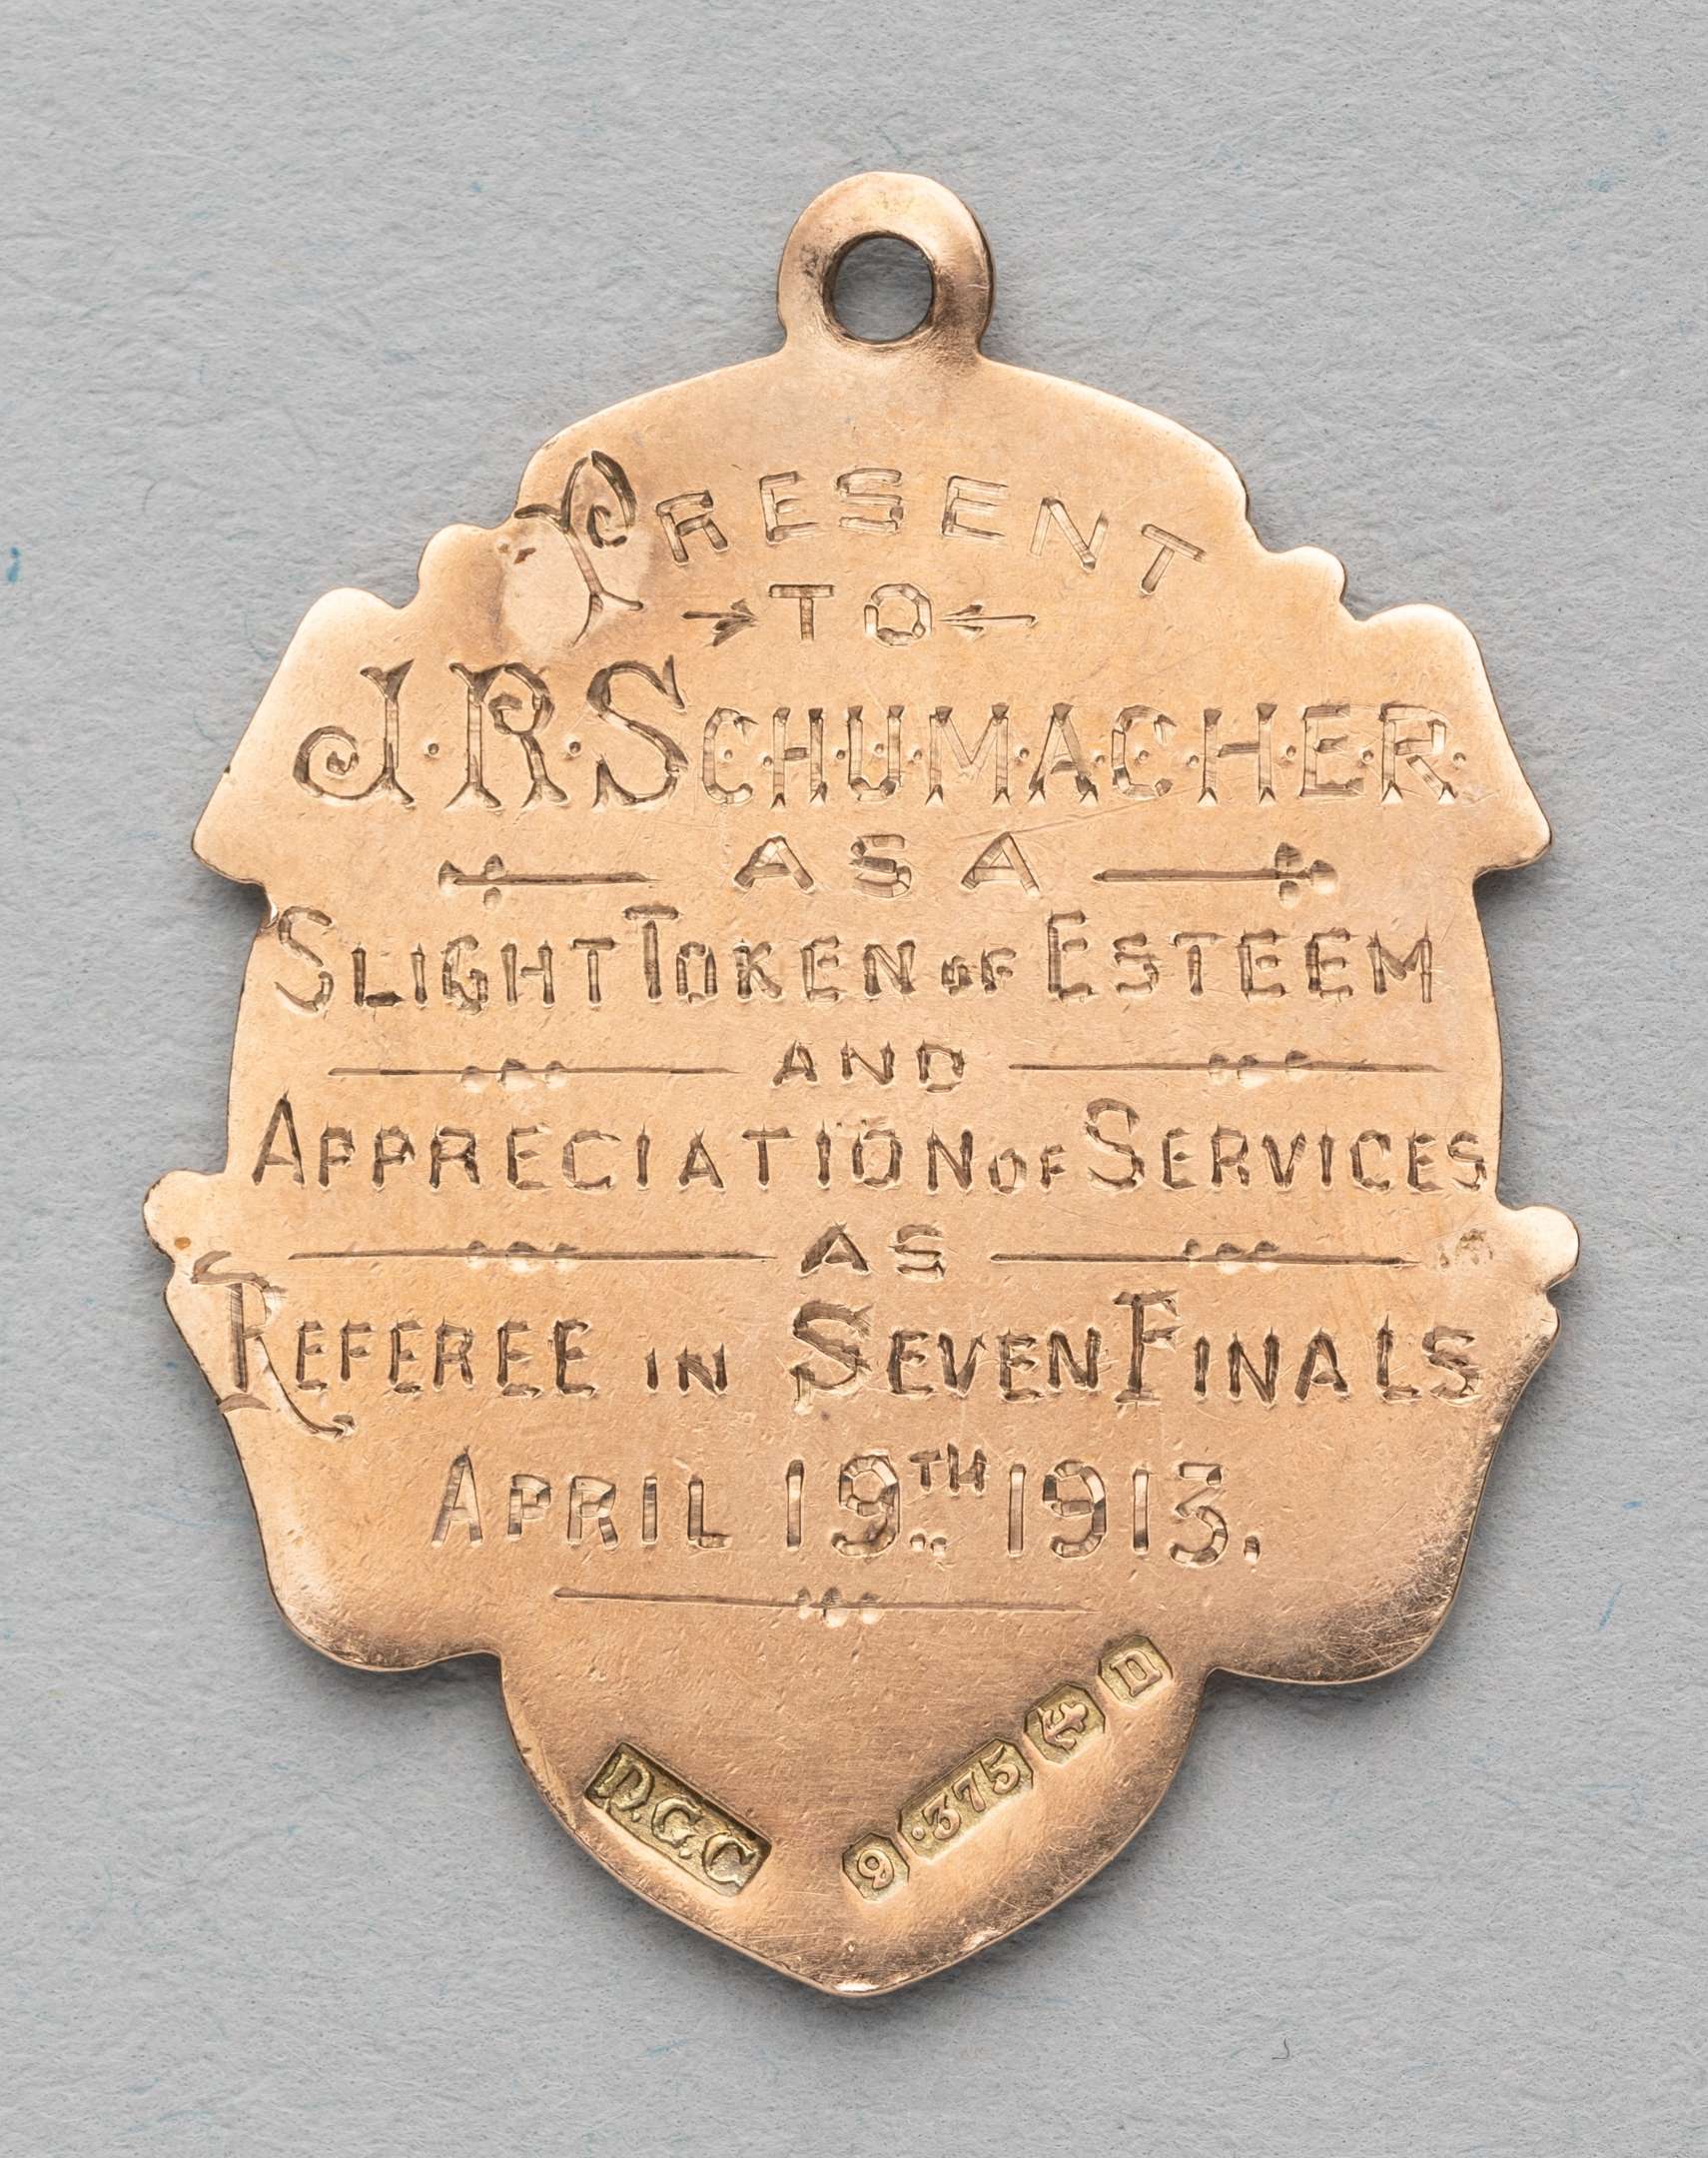 PRESENT
TO
J.R.SCHUMACHER.
AS A
SLIGHT TOKEN OF ESTEEM
AND
APPRECIATION OF SERVICES
AS
REFEREE IN SEVEN FINALS
APRIL 19TH 1913.
9 .375